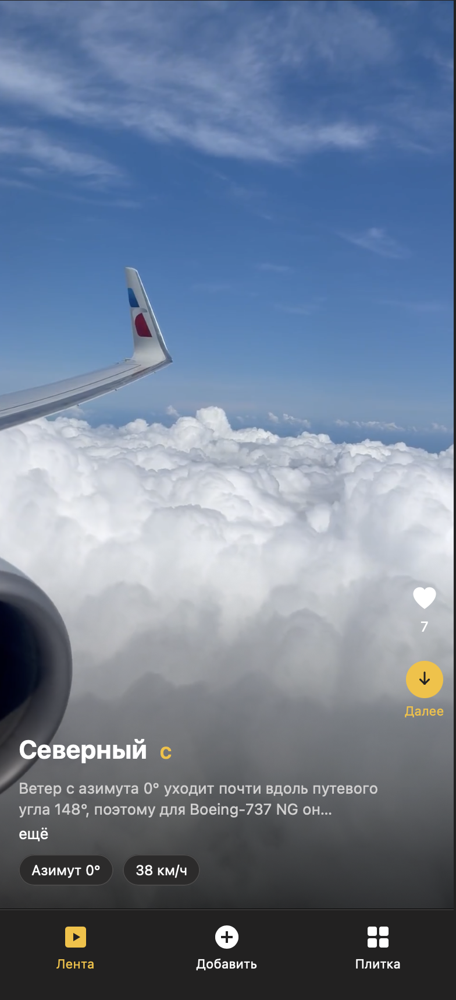 7
Далее
Северный с
Ветер с азимута 0° уходит почти вдоль путевого
угла 148°, поэтому для Boeing-737 NG он...
ещё
Азимут 0° 38 км/ч
Лента Добавить Плитка